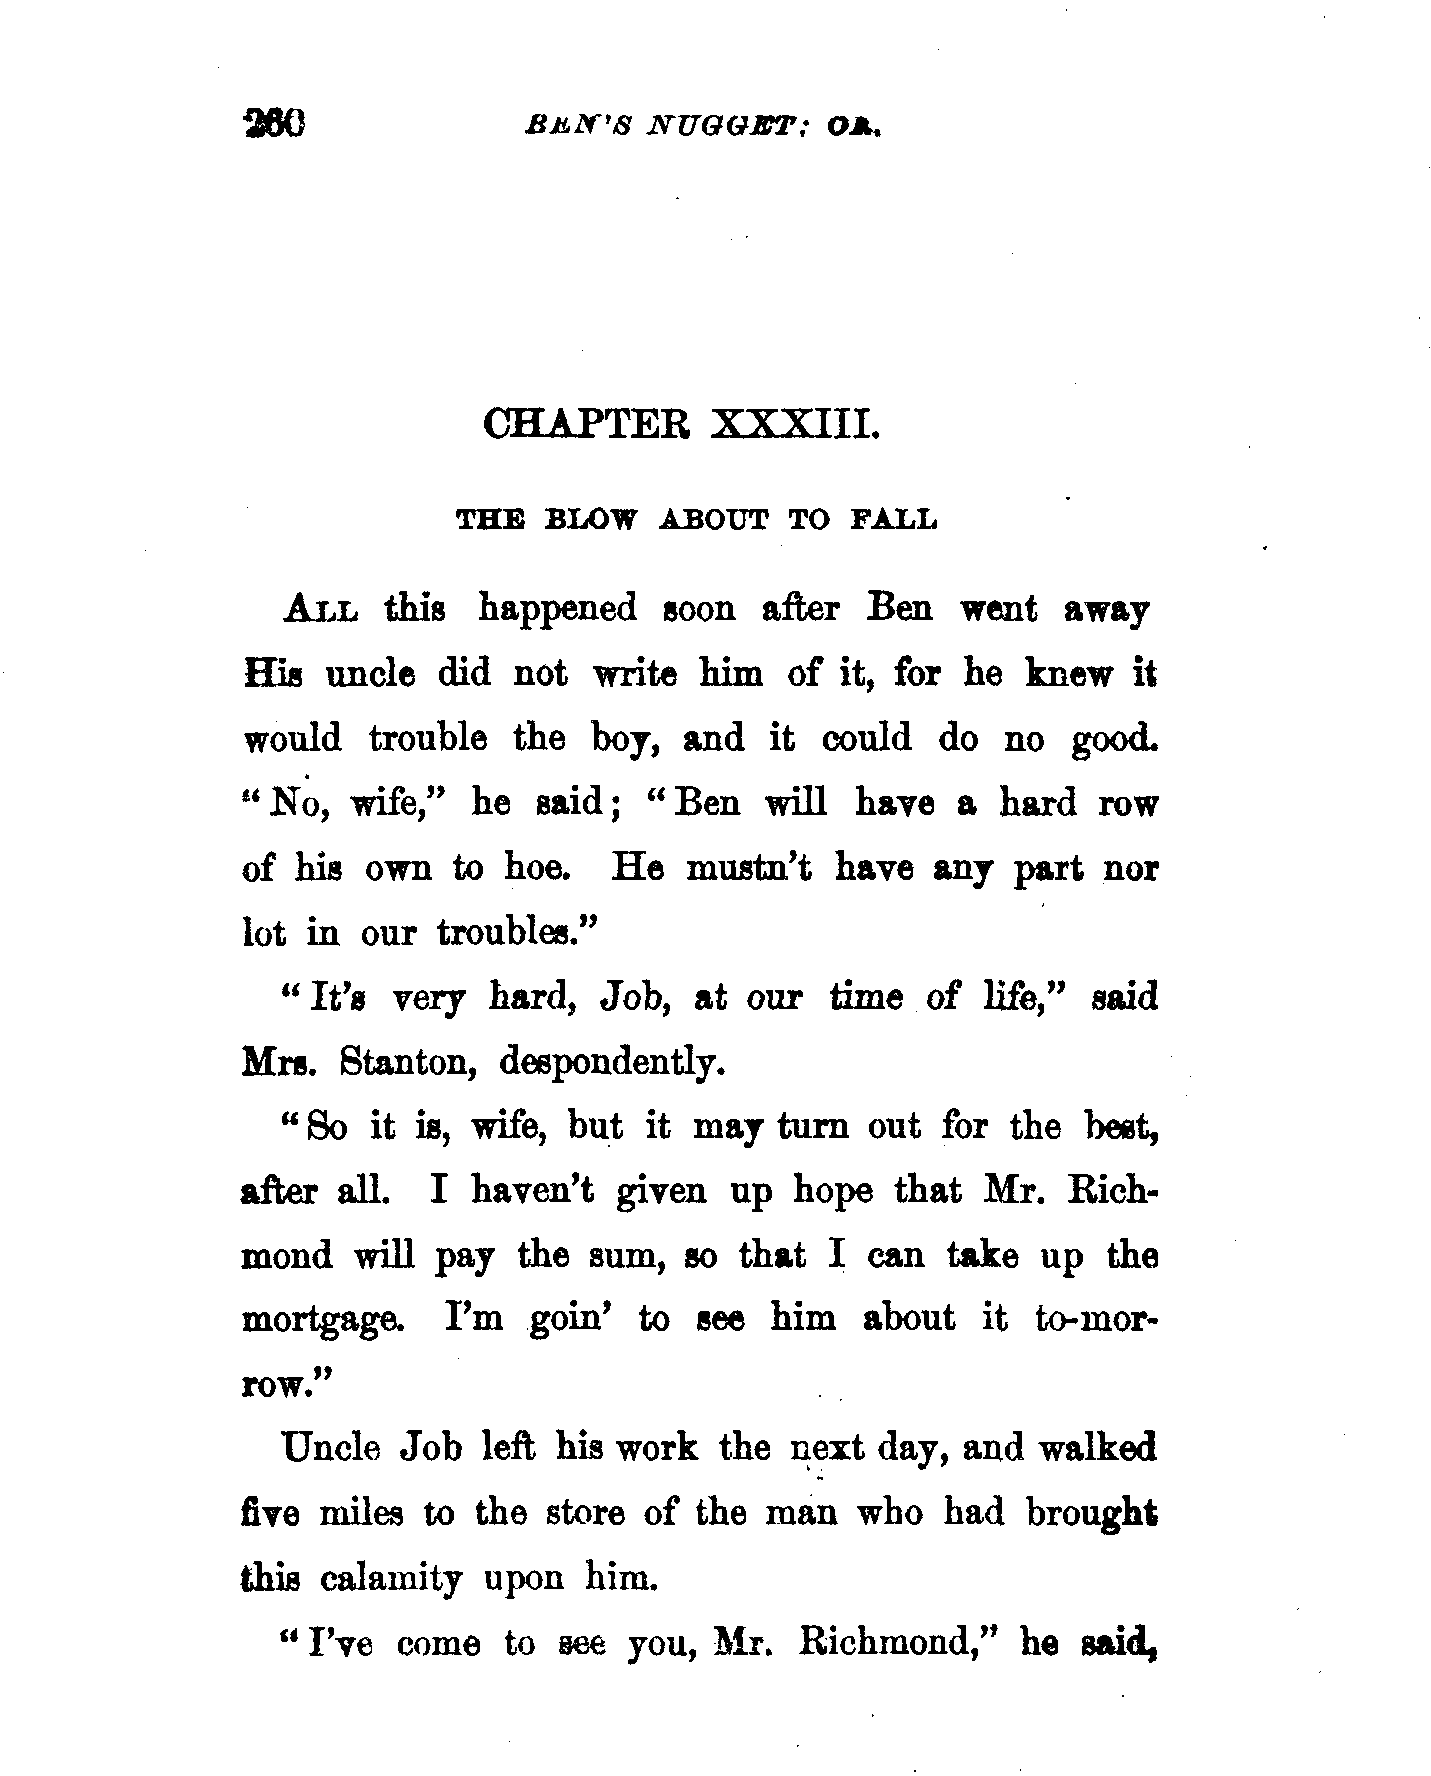 260 BEN'S NUGGET; OR,
CHAPTER XXXIII.
THE BLOW ABOUT TO FALL
ALL this happened soon after Ben went away
His uncle did not write him of it, for he knew it
would trouble the boy, and it could do no good.
"No, wife," he said; "Ben will have a hard row
of his own to hoe. He mustn't have any part nor
lot in our troubles."
"It's very hard, Job, at our time of life," said
Mrs. Stanton, despondently.
"So it is, wife, but it may turn out for the best,
after all. I haven't given up hope that Mr. Rich-
mond will pay the sum, so that I can take up the
mortgage. I'm goin' to see him about it to-mor-
row."
Uncle Job left his work the next day, and walked
five miles to the store of the man who had brought
this calamity upon him.
"I've come to see you, Mr. Richmond," he said,